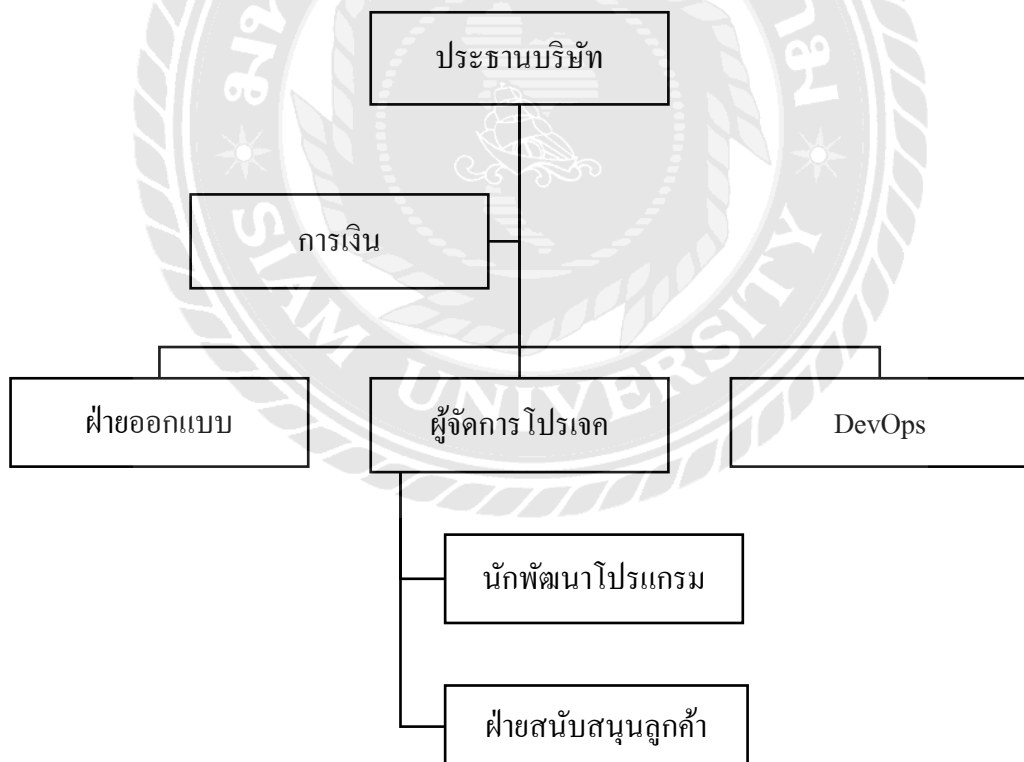 ประธานบริษัท
การเงิน
ฝ่ายออกแบบ
ผู้จัดการโปรเจค
DevOps
นักพัฒนาโปรแกรม
ฝ่ายสนับสนุนลูกค้า
SIAM UNIVERSITY